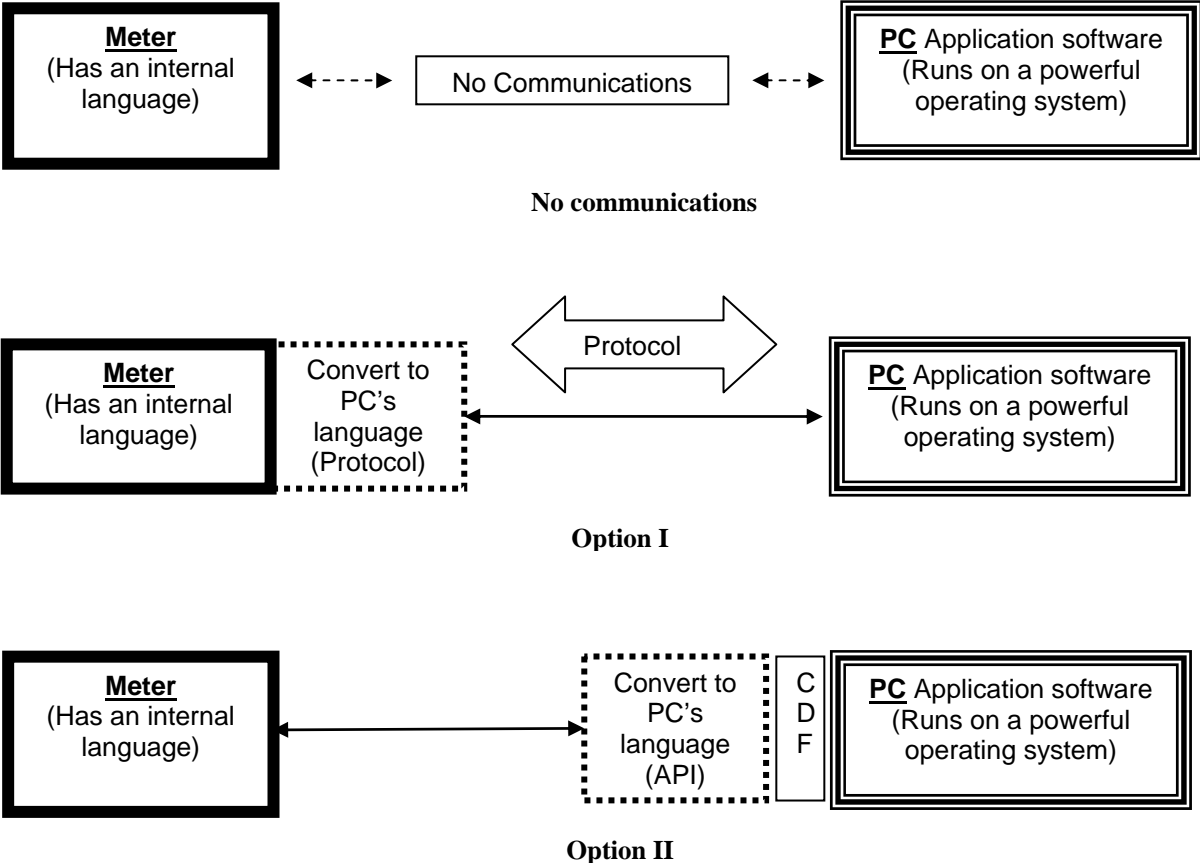 Meter
(Has an internal
language)
No Communications
PC Application software
(Runs on a powerful
operating system)
No communications
Meter
(Has an internal
language)
Convert to
PC's
language
(Protocol)
Protocol
PC Application software
(Runs on a powerful
operating system)
Option I
Meter
(Has an internal
language)
Convert to
PC's
language
(API)
C
D
F
PC Application software
(Runs on a powerful
operating system)
Option II